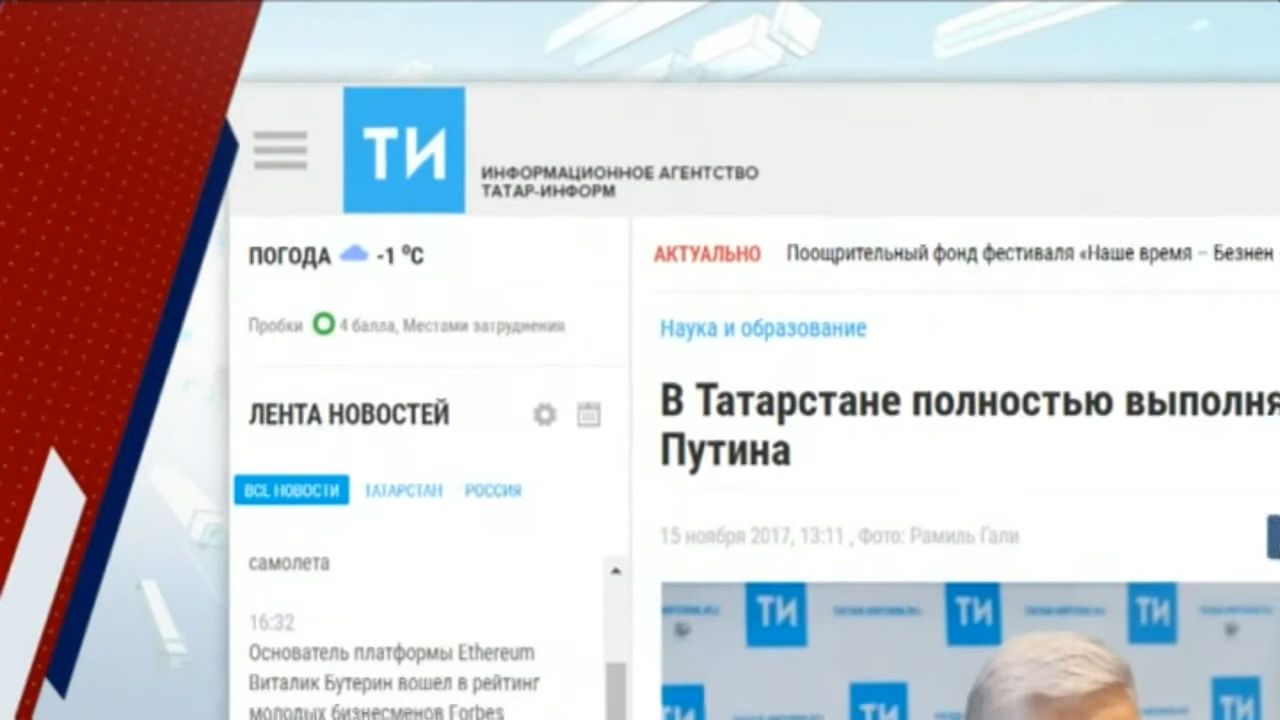 ТИ
ИНФОРМАЦИОННОЕ АГЕНТСТВО
ТАТАР-ИНФОРМ
ПОГОДА -1 °C
Пробки 4 балла, Местами затруднения
ЛЕНТА НОВОСТЕЙ
ВСЕ НОВОСТИ ТАТАРСТАН РОССИЯ
самолета
16:32
Основатель платформы Ethereum
Виталик Бутерин вошел в рейтинг
молодых бизнесменов Forbes
АКТУАЛЬНО Поощрительный фонд фестиваля «Наше время – Безнен
Наука и образование
В Татарстане полностью выполня
Путина
15 ноября 2017, 13:11 , Фото: Рамиль Гали
ТИ ТИ ТИ
ТИ ТИ ТИ